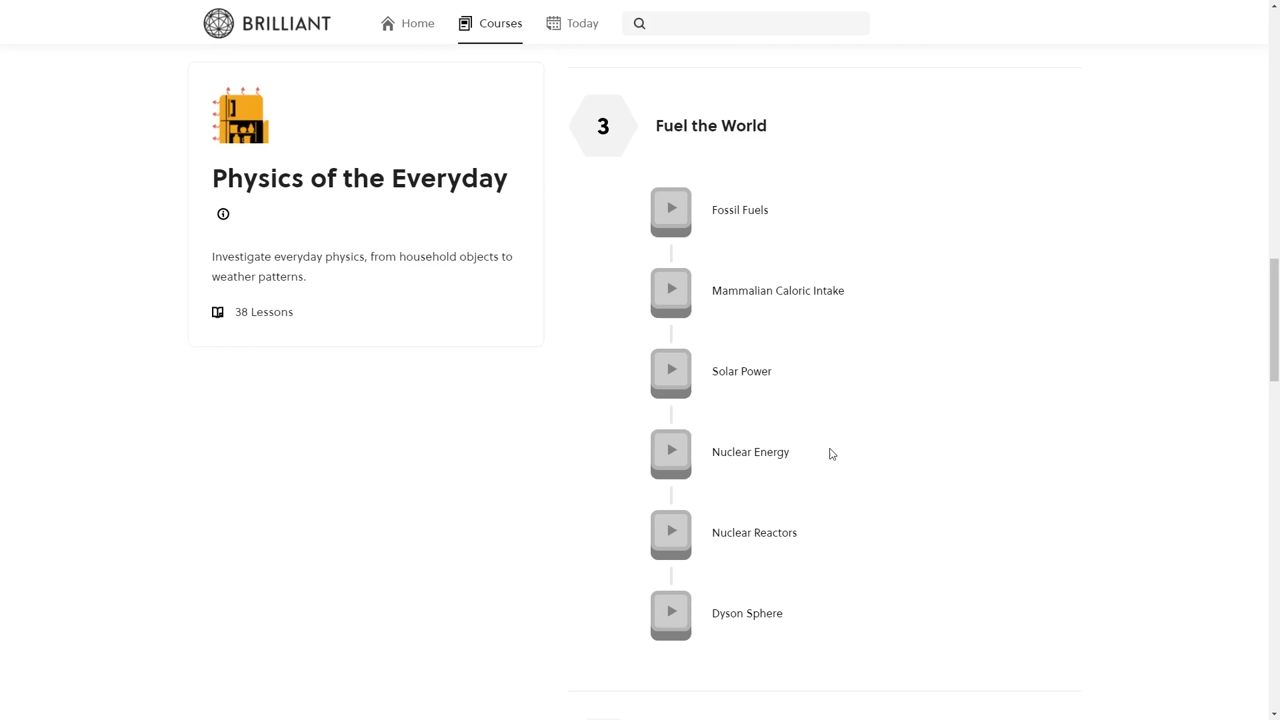 BRILLIANT
Home
Courses
Today
Physics of the Everyday
Investigate everyday physics, from household objects to
weather patterns.
38 Lessons
3
Fuel the World
Fossil Fuels
Mammalian Caloric Intake
Solar Power
Nuclear Energy
Nuclear Reactors
Dyson Sphere